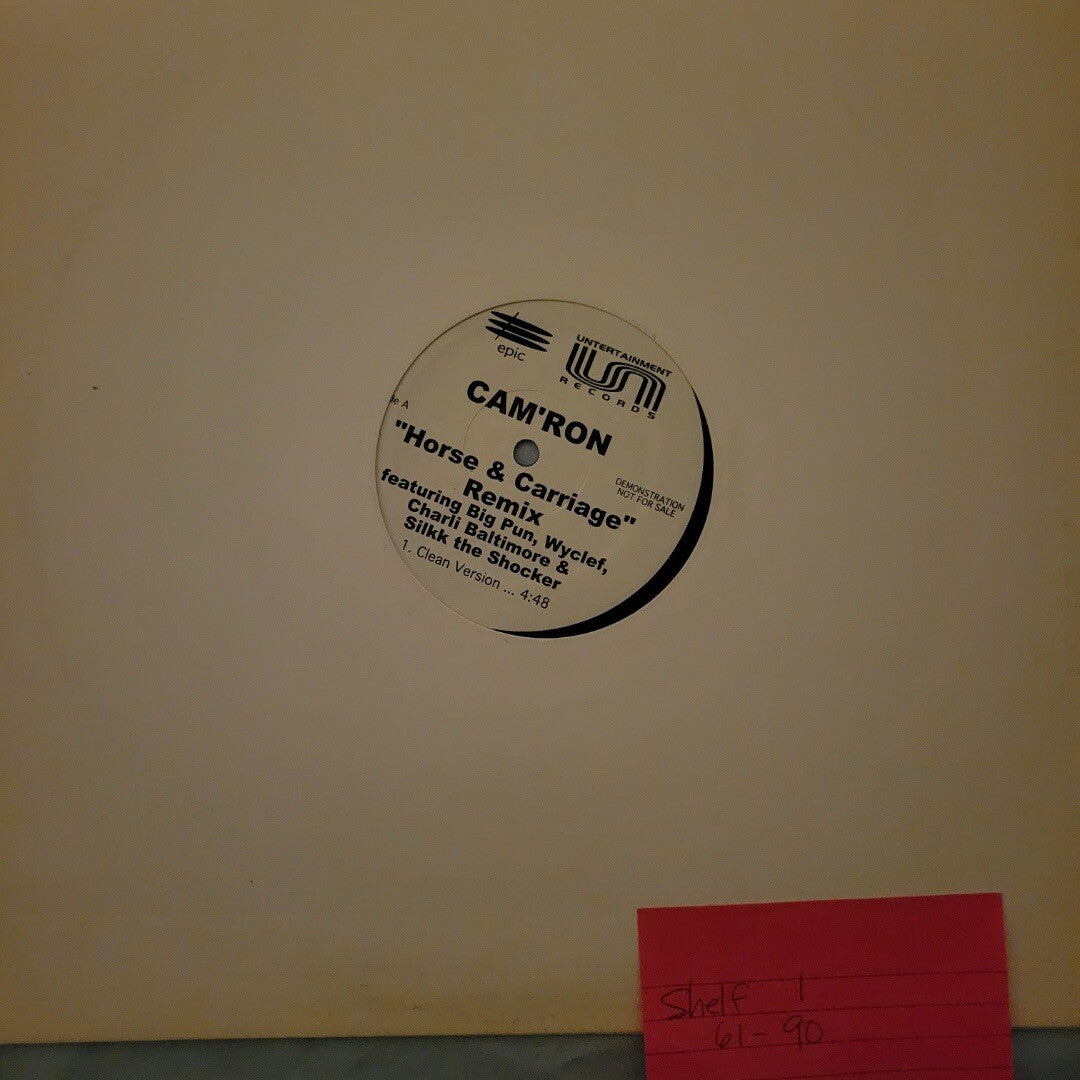 epic
UNTERTAINMENT
RECORDS
de A
CAM'RON
"Horse & Carriage"
Remix
DEMONSTRATION
NOT FOR SALE
featuring Big Pun, Wyclef,
Charli Baltimore &
Silkk the Shocker
1. Clean Version ... 4:48
Shelf 1
61-90